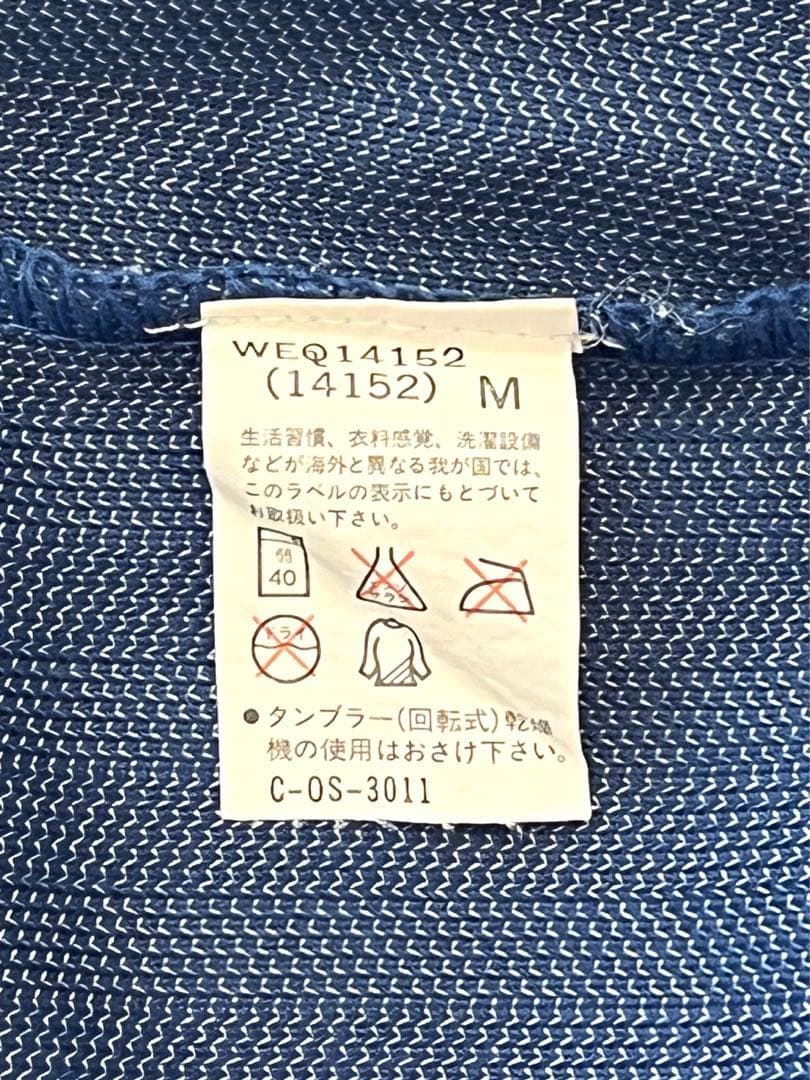 WEQ14152
(14152) M
生活習慣、衣料感覚、洗濯設備
などが海外と異なる我が国では、
このラベルの表示にもとづいて
お取扱い下さい。
弱
40
エンソ
サラシ
ドライ
●タンブラー(回転式)乾燥
機の使用はおさけ下さい。
C-OS-3011